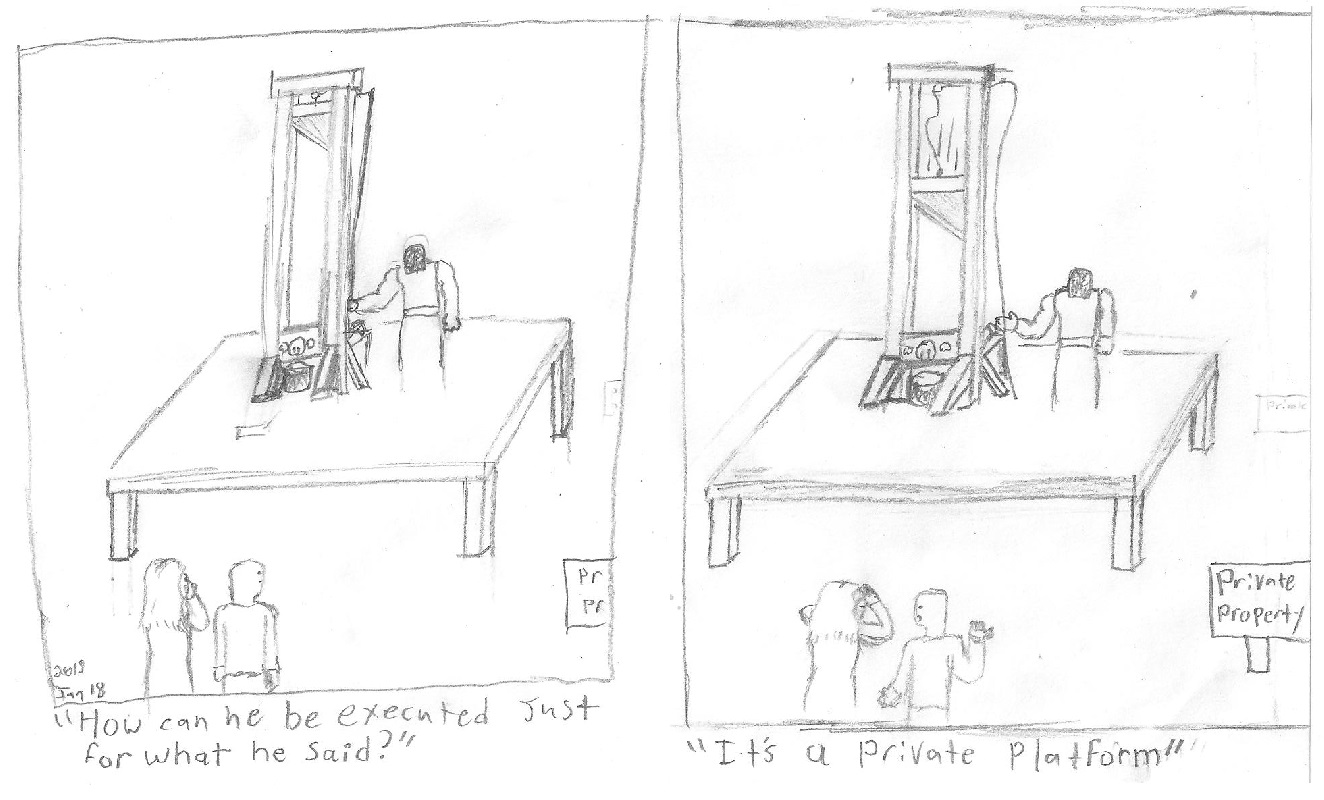 Pr
Pr
2019
Jan 18
"How can he be executed just
for what he said?"
Private
Property
"It's a private platform"